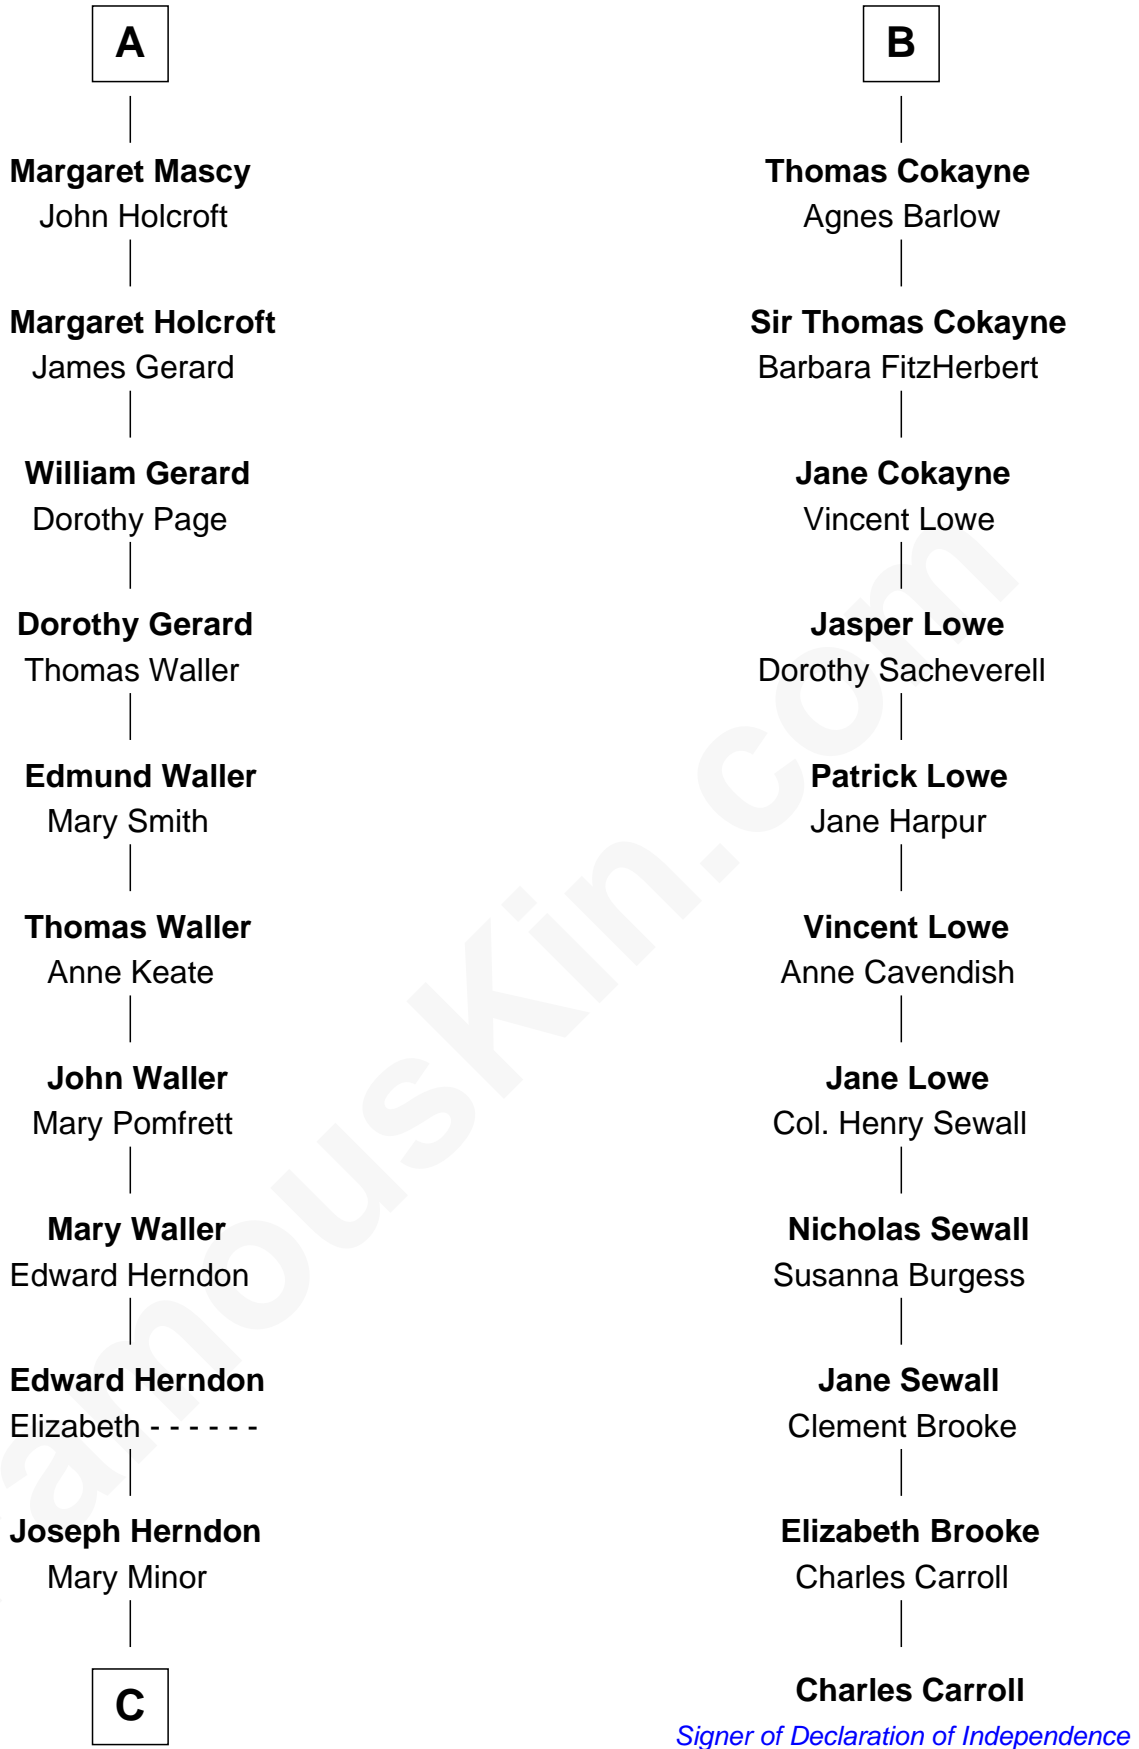 A
Margaret Mascy
John Holcroft
Margaret Holcroft
James Gerard
William Gerard
Dorothy Page
Dorothy Gerard
Thomas Waller
Edmund Waller
Mary Smith
Thomas Waller
Anne Keate
John Waller
Mary Pomfrett
Mary Waller
Edward Herndon
Edward Herndon
Elizabeth - - - - - -
Joseph Herndon
Mary Minor
C
B
Thomas Cokayne
Agnes Barlow
Sir Thomas Cokayne
Barbara FitzHerbert
Jane Cokayne
Vincent Lowe
Jasper Lowe
Dorothy Sacheverell
Patrick Lowe
Jane Harpur
Vincent Lowe
Anne Cavendish
Jane Lowe
Col. Henry Sewall
Nicholas Sewall
Susanna Burgess
Jane Sewall
Clement Brooke
Elizabeth Brooke
Charles Carroll
Charles Carroll
Signer of Declaration of Independence
amouskin.com